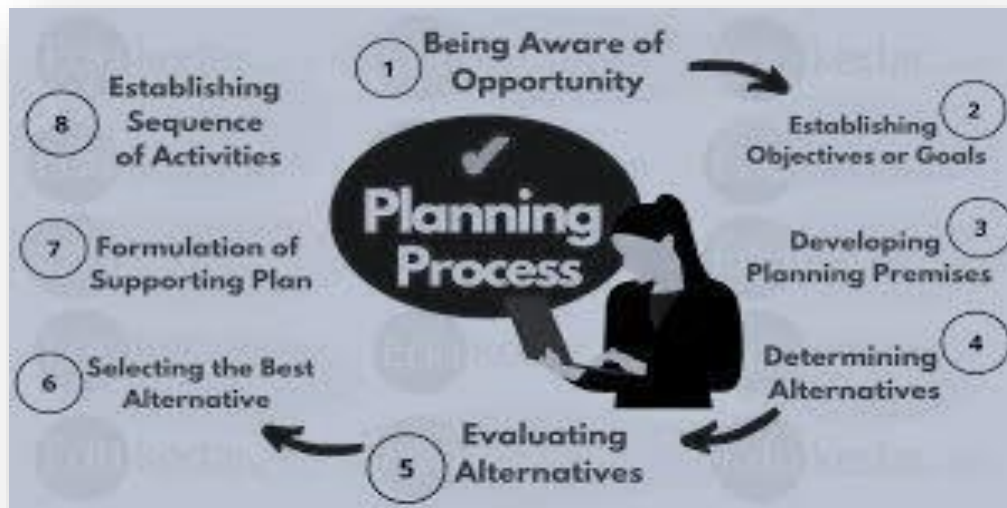 1
Being Aware of
Opportunity
2
Establishing
Objectives or Goals
3
Developing
Planning Premises
4
Determining
Alternatives
5
Evaluating
Alternatives
6
Selecting the Best
Alternative
7
Formulation of
Supporting Plan
8
Establishing
Sequence
of Activities
Planning
Process